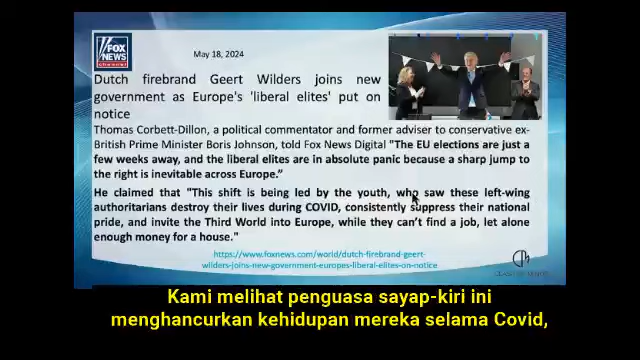 FOX
NEWS
channel
May 18, 2024
Dutch firebrand Geert Wilders joins new
government as Europe's 'liberal elites' put on
notice
Thomas Corbett-Dillon, a political commentator and former adviser to conservative ex-
British Prime Minister Boris Johnson, told Fox News Digital "The EU elections are just a
few weeks away, and the liberal elites are in absolute panic because a sharp jump to
the right is inevitable across Europe."
He claimed that "This shift is being led by the youth, who saw these left-wing
authoritarians destroy their lives during COVID, consistently suppress their national
pride, and invite the Third World into Europe, while they can't find a job, let alone
enough money for a house."
https://www.foxnews.com/world/dutch-firebrand-geert-
wilders-joins-new-government-europes-liberal-elites-on-notice
Kami melihat penguasa sayap-kiri ini
menghancurkan kehidupan mereka selama Covid,